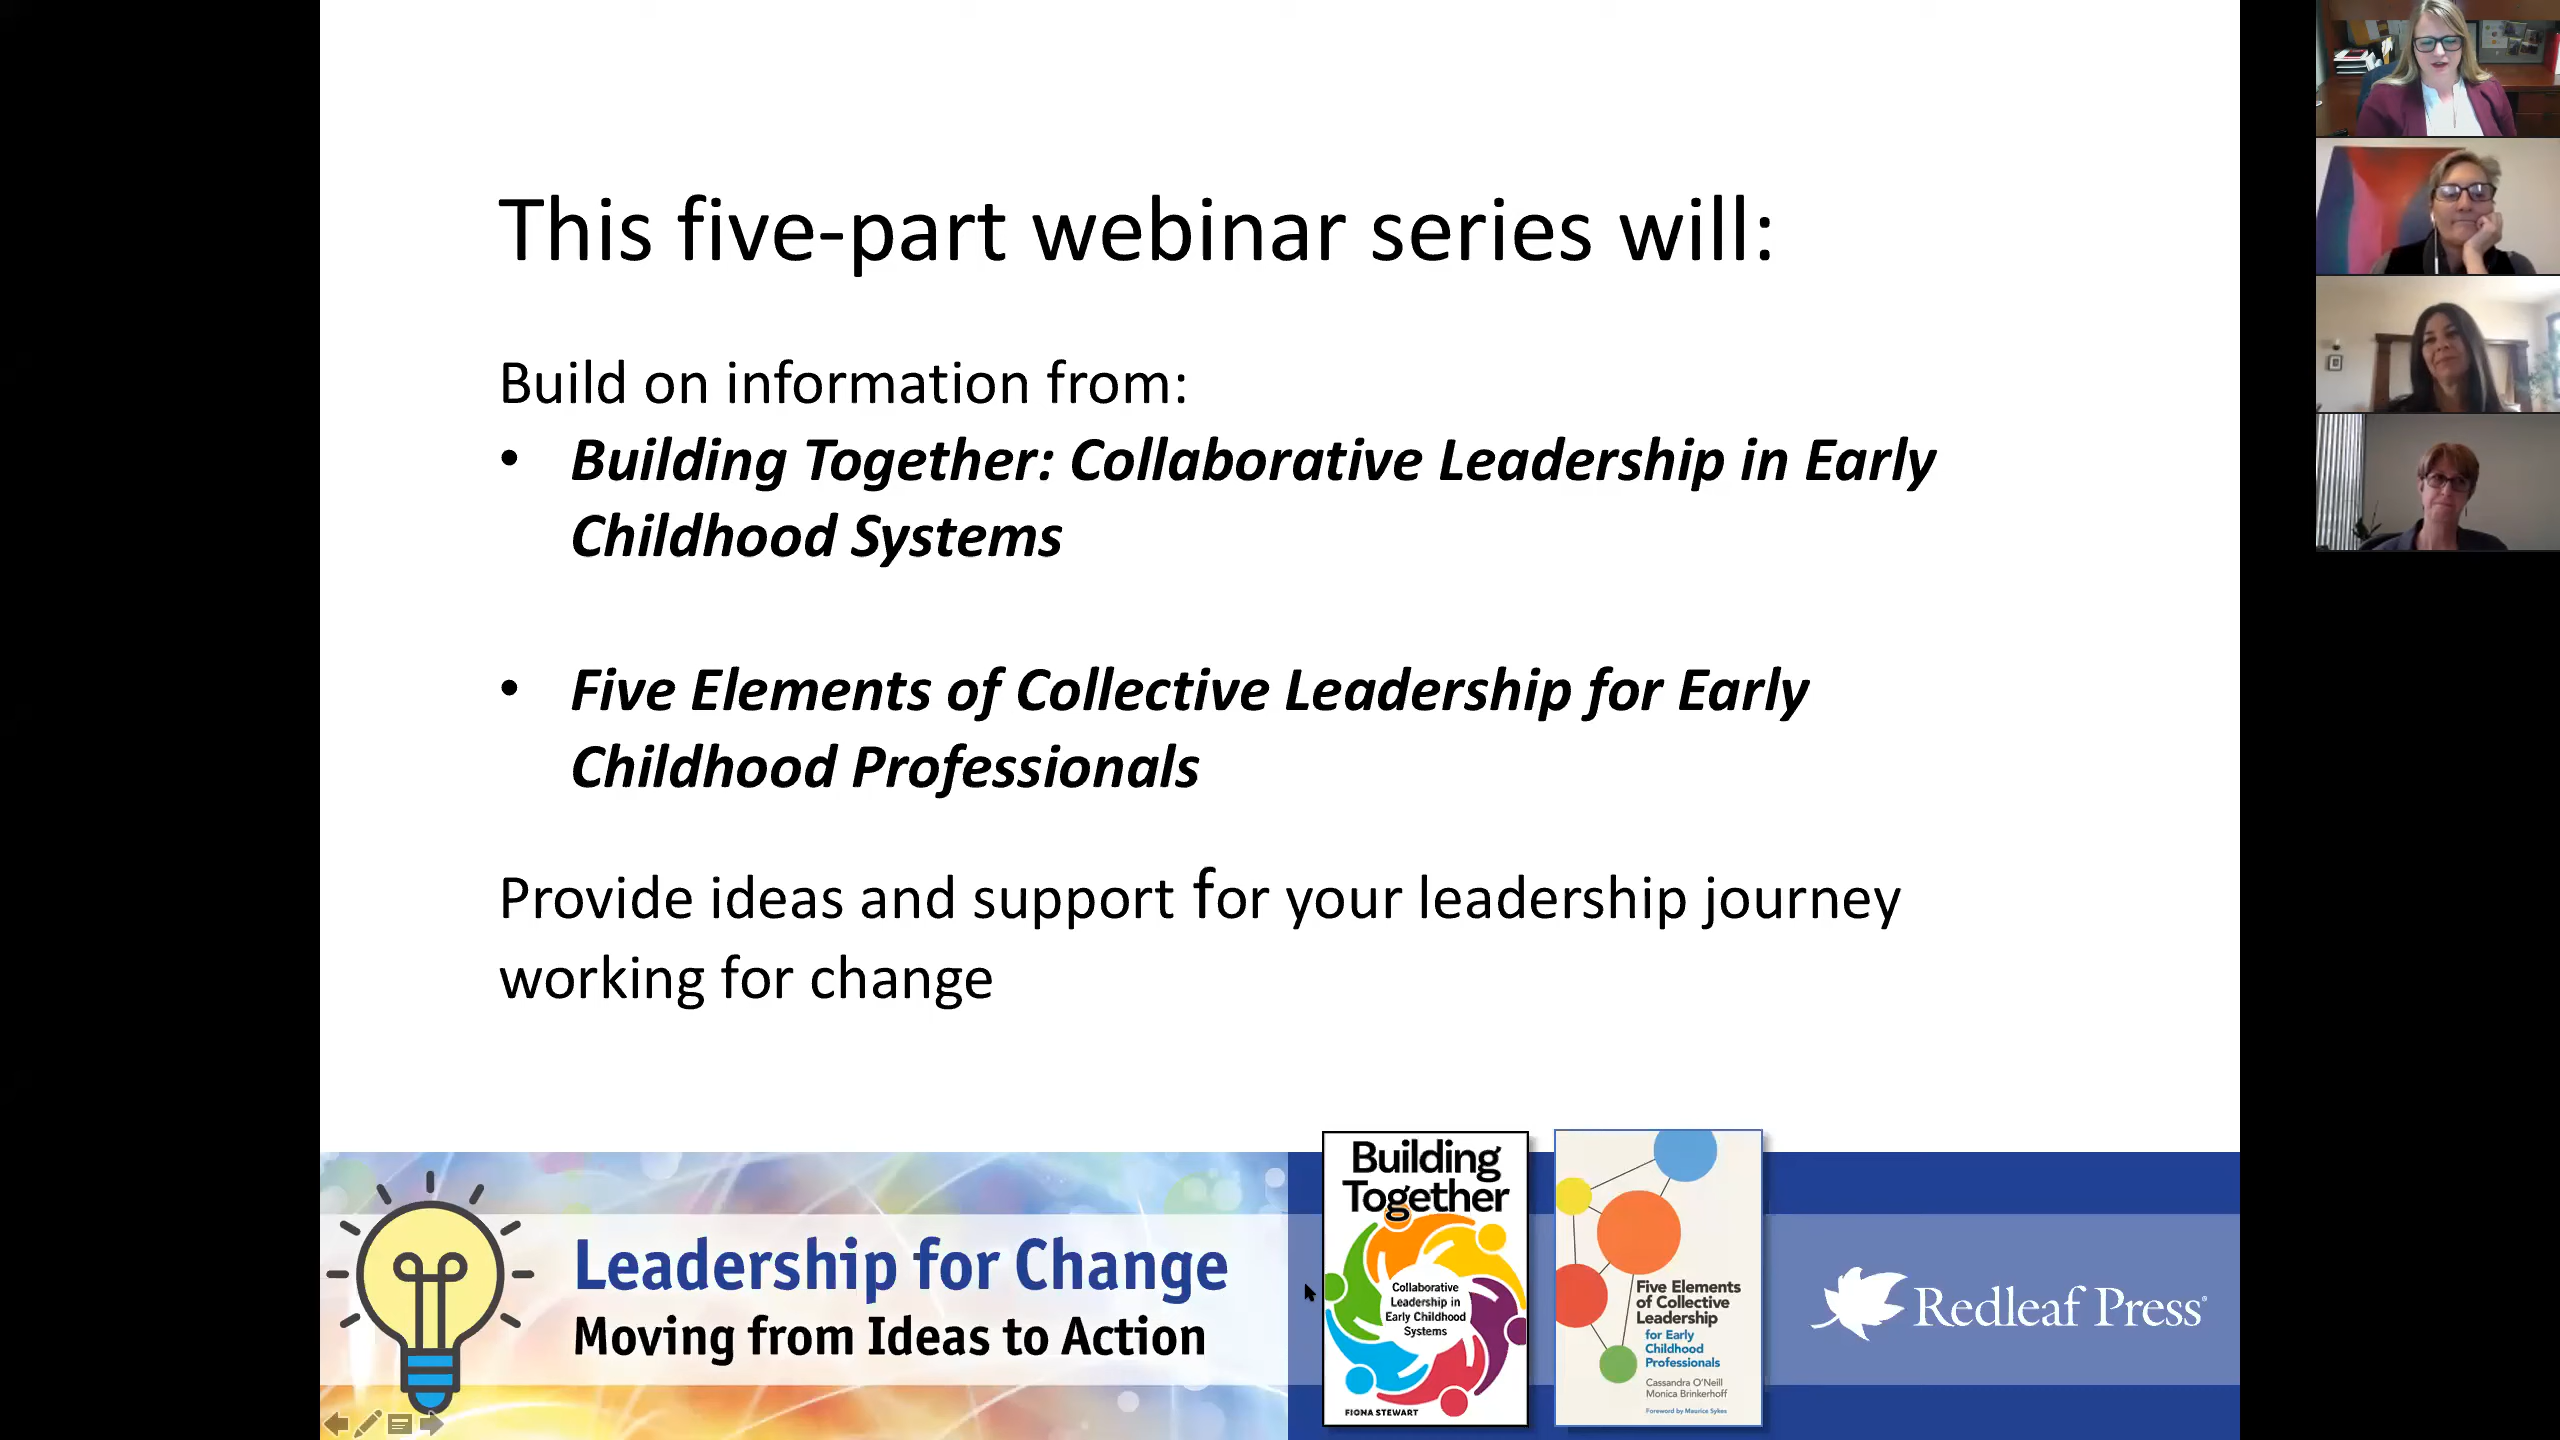 This five-part webinar series will:
Build on information from:
• Building Together: Collaborative Leadership in Early
Childhood Systems
• Five Elements of Collective Leadership for Early
Childhood Professionals
Provide ideas and support for your leadership journey
working for change
Leadership for Change
Moving from Ideas to Action
Building
Together
Collaborative
Leadership in
Early Childhood
Systems
FIONA STEWART
Five Elements
of Collective
Leadership
for Early
Childhood
Professionals
Cassandra O'Neill
Monica Brinkerhoff
Foreword by Maurice Sykes
Redleaf Press®